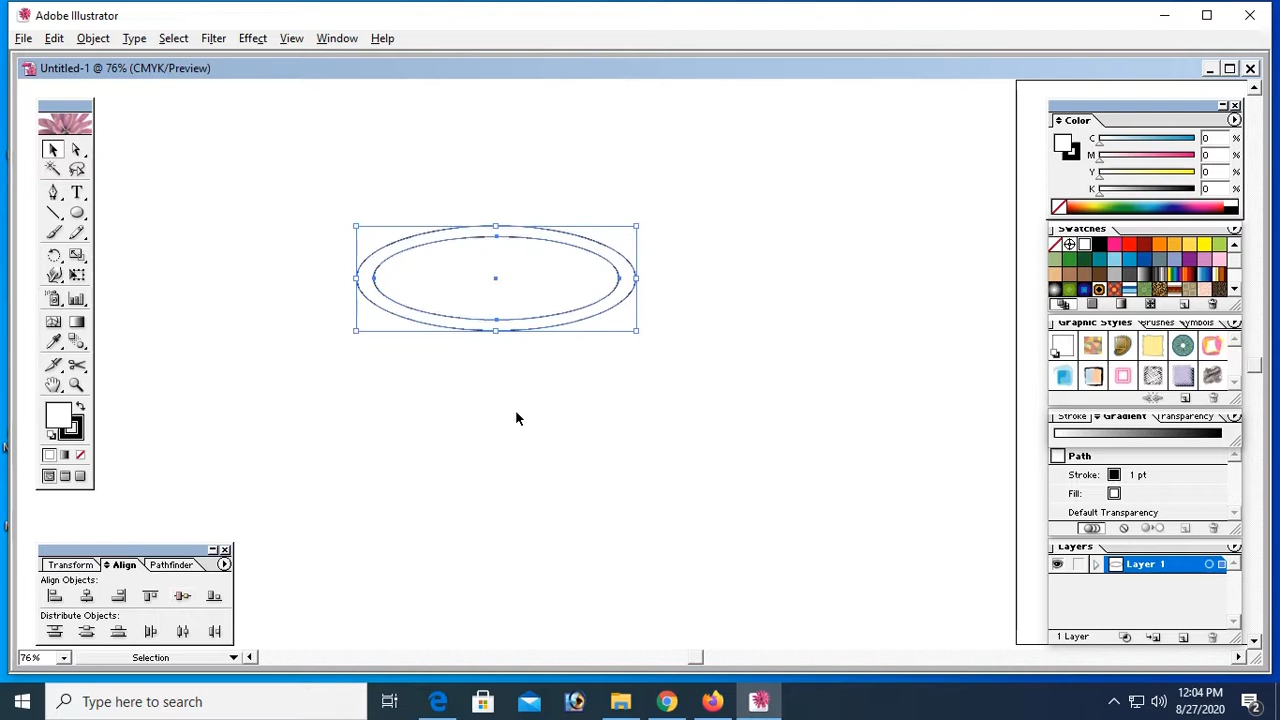 Adobe Illustrator
File Edit Object Type Select Filter Effect View Window Help
Untitled-1 @ 76% (CMYK/Preview)
Color
C 0 %
M 0 %
Y 0 %
K 0 %
Swatches
Graphic Styles Brushes Symbols
Stroke Gradient Transparency
Path
Stroke: 1 pt
Fill:
Default Transparency
Layers
Layer 1
1 Layer
Transform Align Pathfinder
Align Objects:
Distribute Objects:
76% Selection
Type here to search
12:04 PM
8/27/2020
2